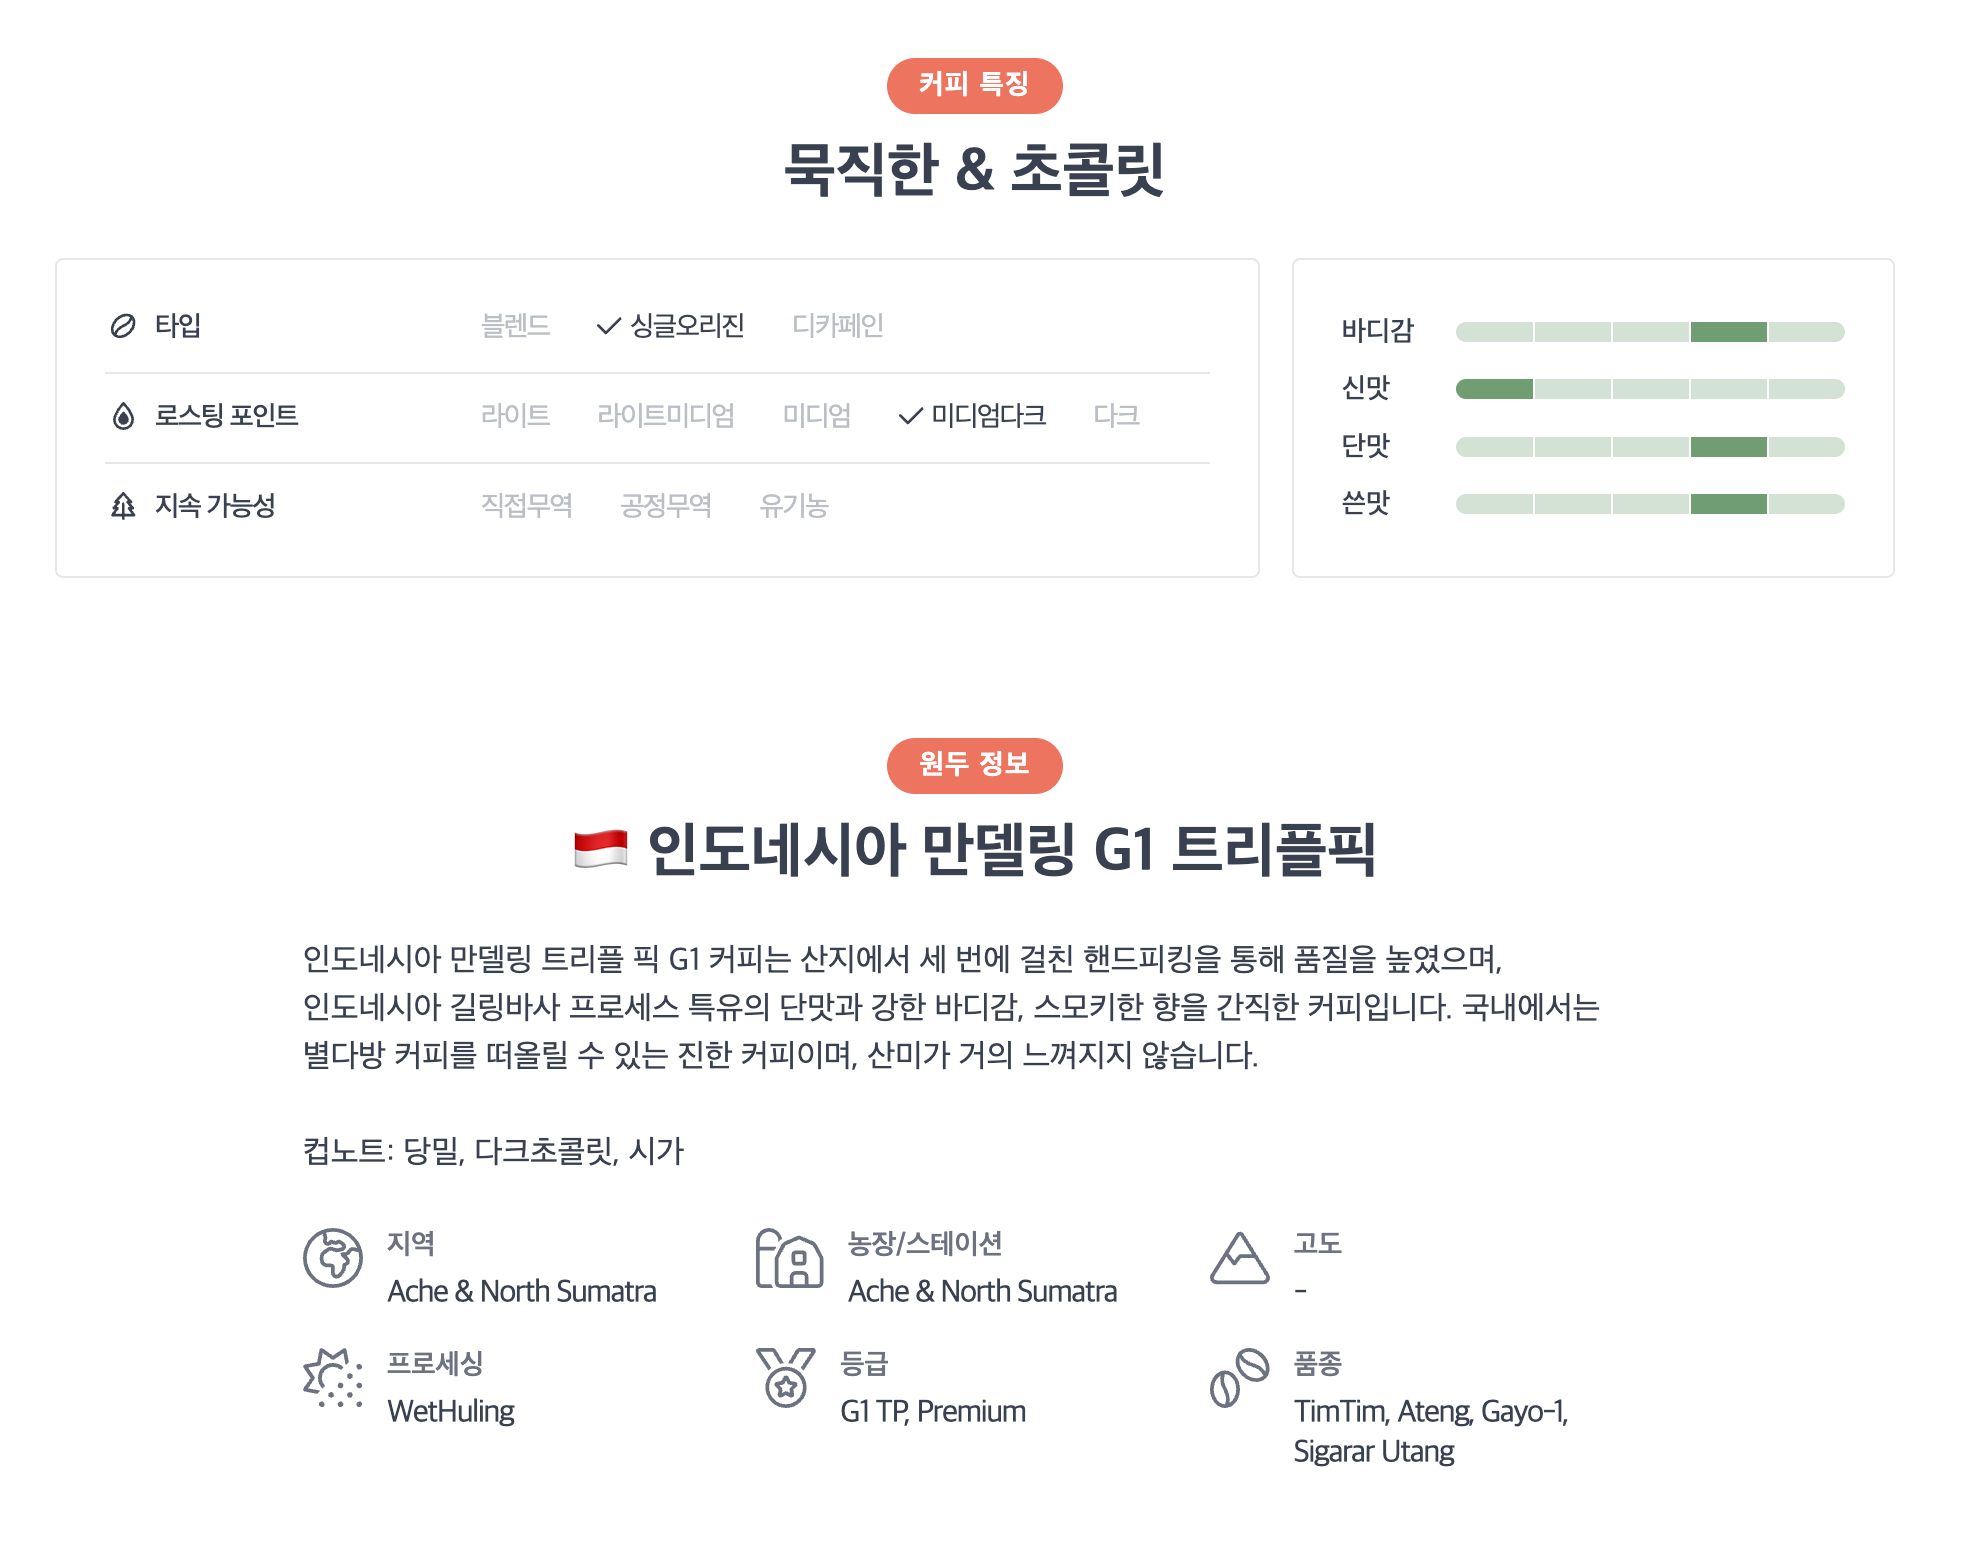 커피 특징
묵직한 & 초콜릿
타입 블렌드 싱글오리진 디카페인
로스팅 포인트 라이트 라이트미디엄 미디엄 미디엄다크 다크
지속 가능성 직접무역 공정무역 유기농
바디감
신맛
단맛
쓴맛
원두 정보
인도네시아 만델링 G1 트리플픽
인도네시아 만델링 트리플 픽 G1 커피는 산지에서 세 번에 걸친 핸드피킹을 통해 품질을 높였으며,
인도네시아 길링바사 프로세스 특유의 단맛과 강한 바디감, 스모키한 향을 간직한 커피입니다. 국내에서는
별다방 커피를 떠올릴 수 있는 진한 커피이며, 산미가 거의 느껴지지 않습니다.
컵노트: 당밀, 다크초콜릿, 시가
지역
Ache & North Sumatra
농장/스테이션
Ache & North Sumatra
고도
-
프로세싱
WetHuling
등급
G1 TP, Premium
품종
TimTim, Ateng, Gayo-1,
Sigarar Utang